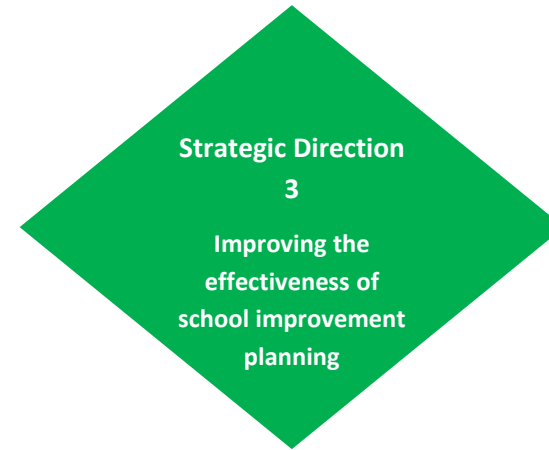 Strategic Direction
3
Improving the
effectiveness of
school improvement
planning